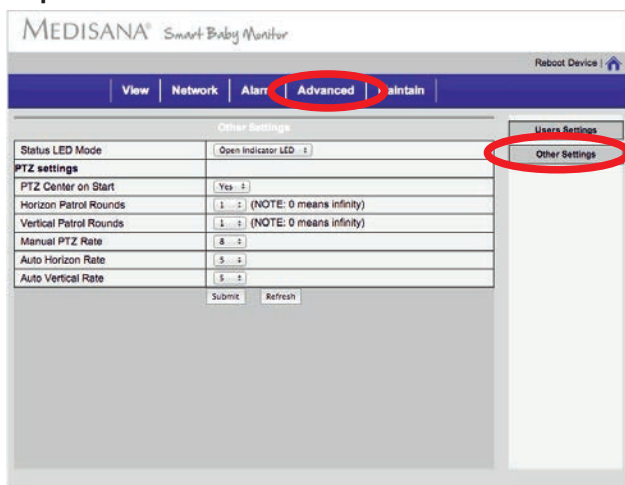 MEDISANA® Smart Baby Monitor
Reboot Device |
View | Network | Alarm | Advanced | Maintain |
Other Settings
Users Settings
Other Settings
Status LED Mode Open Indicator LED
PTZ settings
PTZ Center on Start Yes
Horizon Patrol Rounds 1 (NOTE: 0 means infinity)
Vertical Patrol Rounds 1 (NOTE: 0 means infinity)
Manual PTZ Rate 8
Auto Horizon Rate 5
Auto Vertical Rate 5
Submit Refresh